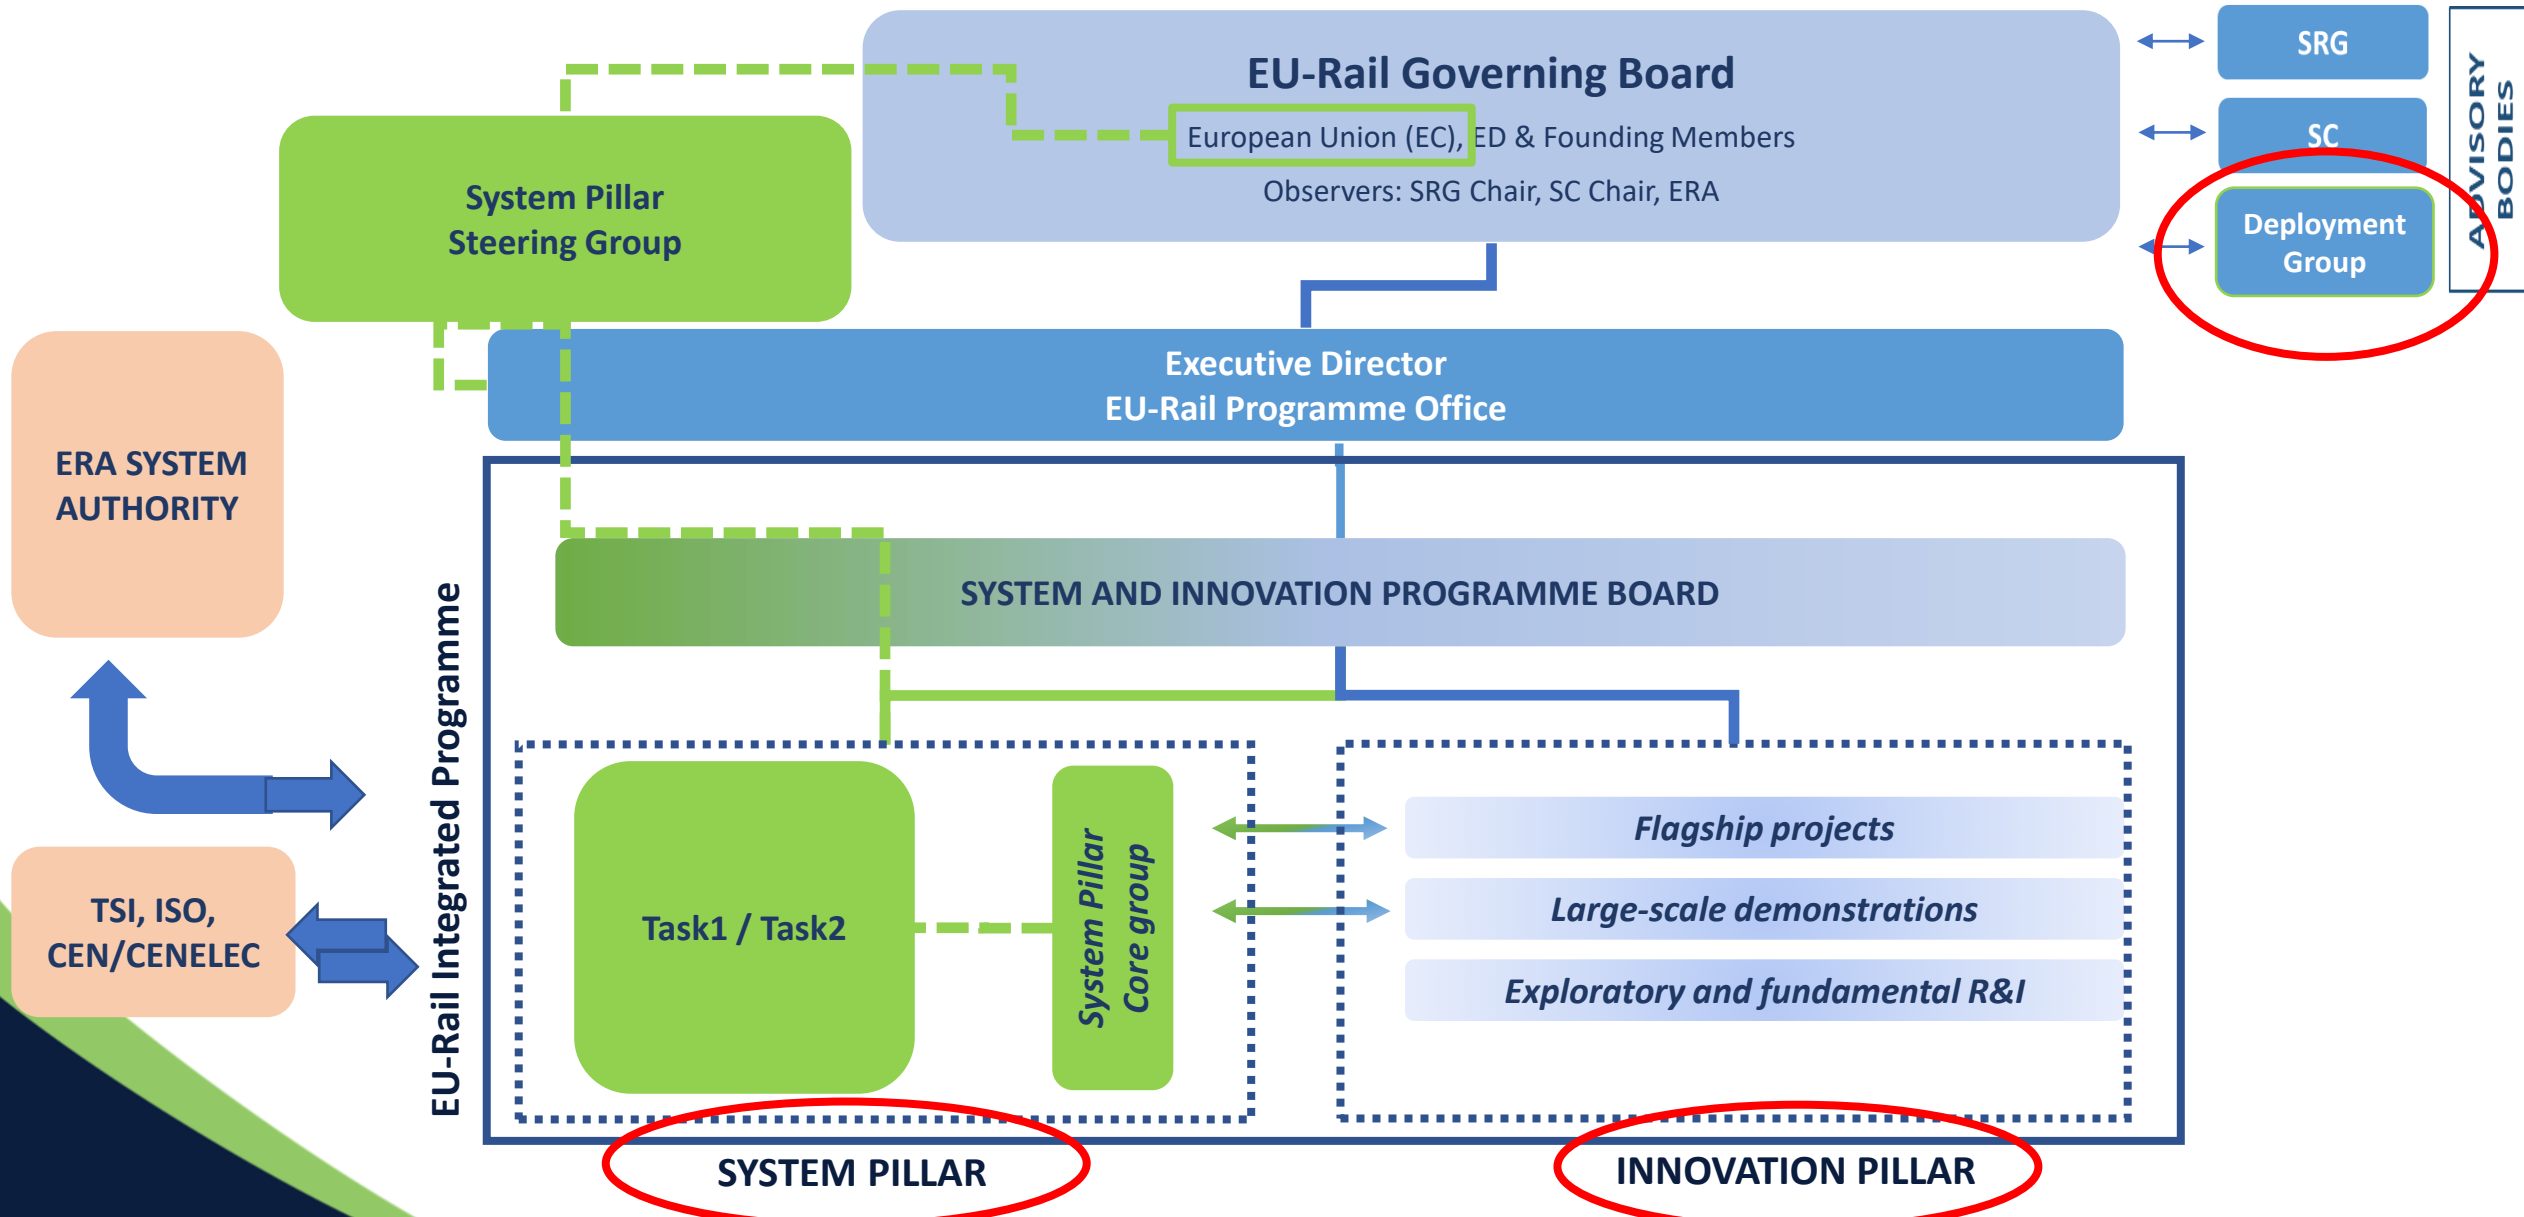 EU-Rail Governing Board
European Union (EC), ED & Founding Members
Observers: SRG Chair, SC Chair, ERA
SRG
SC
Deployment
Group
ADVISORY
BODIES
System Pillar
Steering Group
Executive Director
EU-Rail Programme Office
ERA SYSTEM
AUTHORITY
SYSTEM AND INNOVATION PROGRAMME BOARD
EU-Rail Integrated Programme
TSI, ISO,
CEN/CENELEC
Task1 / Task2
System Pillar
Core group
Flagship projects
Large-scale demonstrations
Exploratory and fundamental R&I
SYSTEM PILLAR
INNOVATION PILLAR